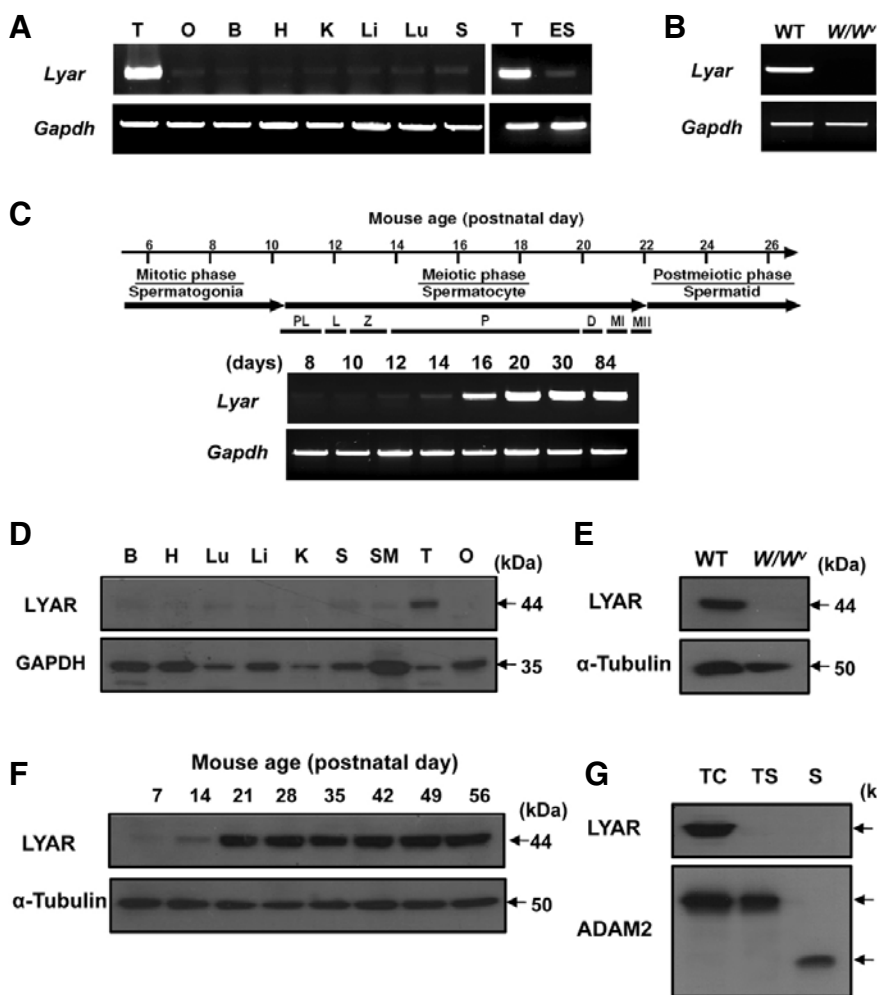 A
T O B H K Li Lu S T ES
Lyar
Gapdh
B
WT W/Wᵛ
Lyar
Gapdh
C
Mouse age (postnatal day)
6 8 10 12 14 16 18 20 22 24 26
Mitotic phase Meiotic phase Postmeiotic phase
Spermatogonia Spermatocyte Spermatid
PL L Z P D MI MII
(days) 8 10 12 14 16 20 30 84
Lyar
Gapdh
D
B H Lu Li K S SM T O (kDa)
LYAR 44
GAPDH 35
E
WT W/Wᵛ (kDa)
LYAR 44
α-Tubulin 50
F
Mouse age (postnatal day)
7 14 21 28 35 42 49 56 (kDa)
LYAR 44
α-Tubulin 50
G
TC TS S (k
LYAR
ADAM2